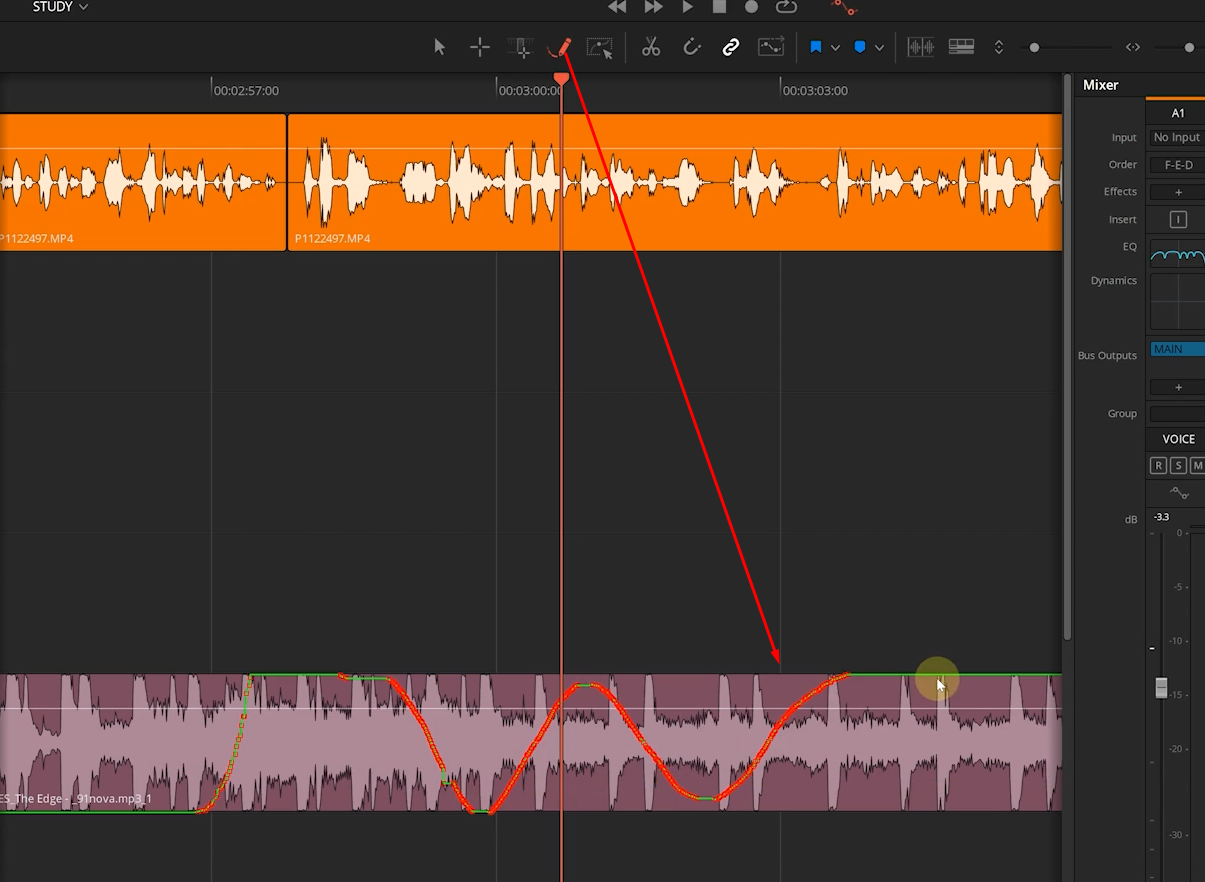 STUDY
00:02:57:00
00:03:00:00
00:03:03:00
P1122497.MP4
P1122497.MP4
ES_The Edge - _91nova.mp3_1
Mixer
A1
Input
No Input
Order
F-E-D
Effects
+
Insert
I
EQ
Dynamics
Bus Outputs
MAIN
+
Group
VOICE
R S M
dB
-3.3
0
-5
-10
-15
-20
-30